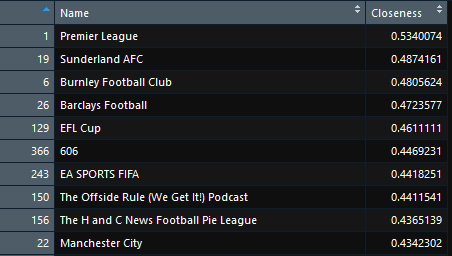 Name Closeness
1 Premier League 0.5340074
19 Sunderland AFC 0.4874161
6 Burnley Football Club 0.4805624
26 Barclays Football 0.4723577
129 EFL Cup 0.4611111
366 606 0.4469231
243 EA SPORTS FIFA 0.4418251
150 The Offside Rule (We Get It!) Podcast 0.4411541
156 The H and C News Football Pie League 0.4365139
22 Manchester City 0.4342302